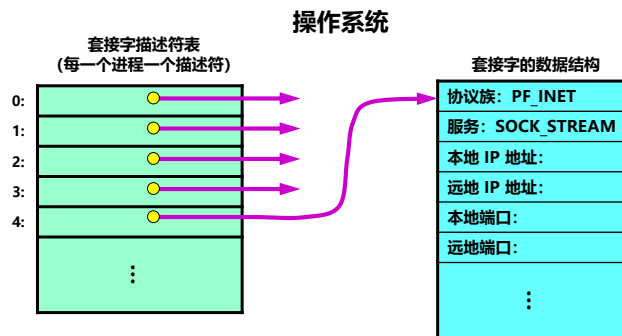 操作系统
套接字描述符表
（每一个进程一个描述符）
0:
1:
2:
3:
4:
⋮
套接字的数据结构
协议族：PF_INET
服务：SOCK_STREAM
本地 IP 地址：
远地 IP 地址：
本地端口：
远地端口：
⋮